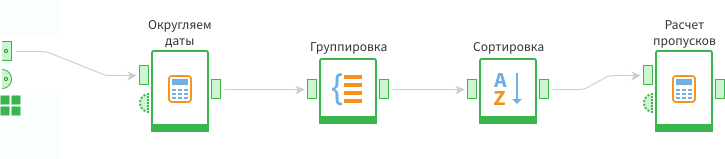 Округляем
даты
Группировка
Сортировка
A
Z
Расчет
пропусков